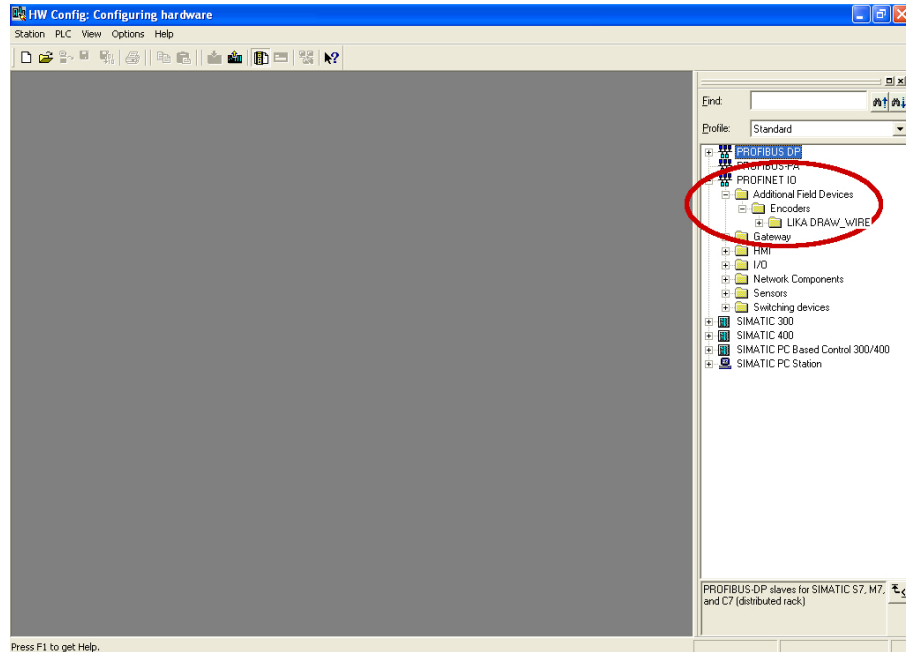 HW Config: Configuring hardware
Station PLC View Options Help
Find:
Profile: Standard
PROFIBUS DP
PROFIBUS-PA
PROFINET IO
Additional Field Devices
Encoders
LIKA DRAW_WIRE
Gateway
HMI
I/O
Network Components
Sensors
Switching devices
SIMATIC 300
SIMATIC 400
SIMATIC PC Based Control 300/400
SIMATIC PC Station
PROFIBUS-DP slaves for SIMATIC S7, M7,
and C7 (distributed rack)
Press F1 to get Help.